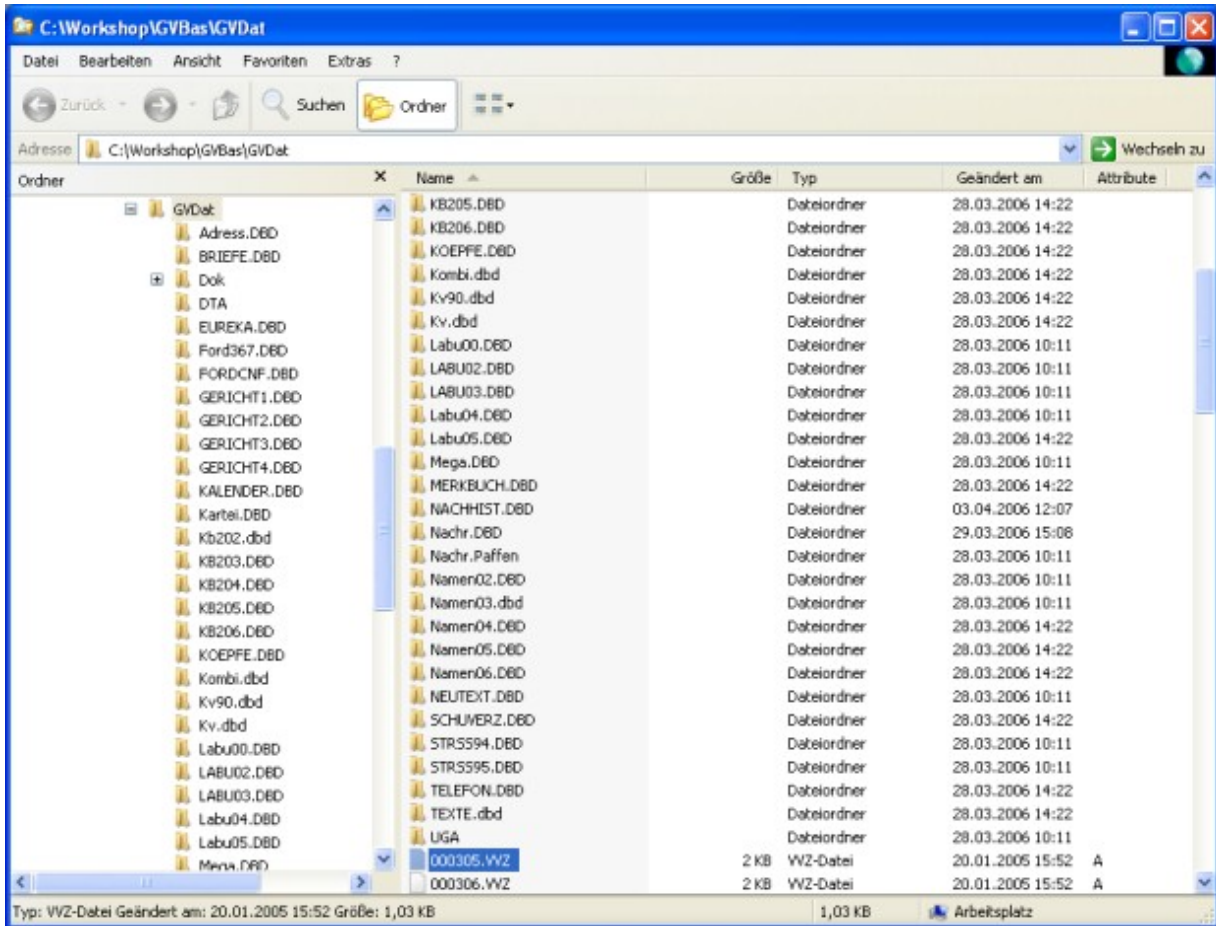 C:\Workshop\GVBas\GVDat
Datei Bearbeiten Ansicht Favoriten Extras ?
Zurück Suchen Ordner
Adresse C:\Workshop\GVBas\GVDat Wechseln zu
Ordner x
GVDat
Adress.DBD
BRIEFE.DBD
Dok
DTA
EUREKA.DBD
Ford367.DBD
FORDCNF.DBD
GERICHT1.DBD
GERICHT2.DBD
GERICHT3.DBD
GERICHT4.DBD
KALENDER.DBD
Kartei.DBD
Kb202.dbd
KB203.DBD
KB204.DBD
KB205.DBD
KB206.DBD
KOEPFE.DBD
Kombi.dbd
Kv90.dbd
Kv.dbd
Labu00.DBD
LABU02.DBD
LABU03.DBD
Labu04.DBD
Labu05.DBD
Mega.DBD
Name Größe Typ Geändert am Attribute
KB205.DBD Dateiordner 28.03.2006 14:22
KB206.DBD Dateiordner 28.03.2006 14:22
KOEPFE.DBD Dateiordner 28.03.2006 14:22
Kombi.dbd Dateiordner 28.03.2006 14:22
Kv90.dbd Dateiordner 28.03.2006 14:22
Kv.dbd Dateiordner 28.03.2006 14:22
Labu00.DBD Dateiordner 28.03.2006 10:11
LABU02.DBD Dateiordner 28.03.2006 10:11
LABU03.DBD Dateiordner 28.03.2006 10:11
Labu04.DBD Dateiordner 28.03.2006 10:11
Labu05.DBD Dateiordner 28.03.2006 14:22
Mega.DBD Dateiordner 28.03.2006 10:11
MERKBUCH.DBD Dateiordner 28.03.2006 14:22
NACHHIST.DBD Dateiordner 03.04.2006 12:07
Nachr.DBD Dateiordner 29.03.2006 15:08
Nachr.Paffen Dateiordner 28.03.2006 10:11
Namen02.DBD Dateiordner 28.03.2006 10:11
Namen03.dbd Dateiordner 28.03.2006 10:11
Namen04.DBD Dateiordner 28.03.2006 14:22
Namen05.DBD Dateiordner 28.03.2006 14:22
Namen06.DBD Dateiordner 28.03.2006 14:22
NEUTEXT.DBD Dateiordner 28.03.2006 10:11
SCHUVERZ.DBD Dateiordner 28.03.2006 14:22
STRSS94.DBD Dateiordner 28.03.2006 10:11
STRSS95.DBD Dateiordner 28.03.2006 10:11
TELEFON.DBD Dateiordner 28.03.2006 14:22
TEXTE.dbd Dateiordner 28.03.2006 14:22
UGA Dateiordner 28.03.2006 10:11
000305.VVZ 2 KB VVZ-Datei 20.01.2005 15:52 A
000306.VVZ 2 KB VVZ-Datei 20.01.2005 15:52 A
Typ: VVZ-Datei Geändert am: 20.01.2005 15:52 Größe: 1,03 KB 1,03 KB Arbeitsplatz